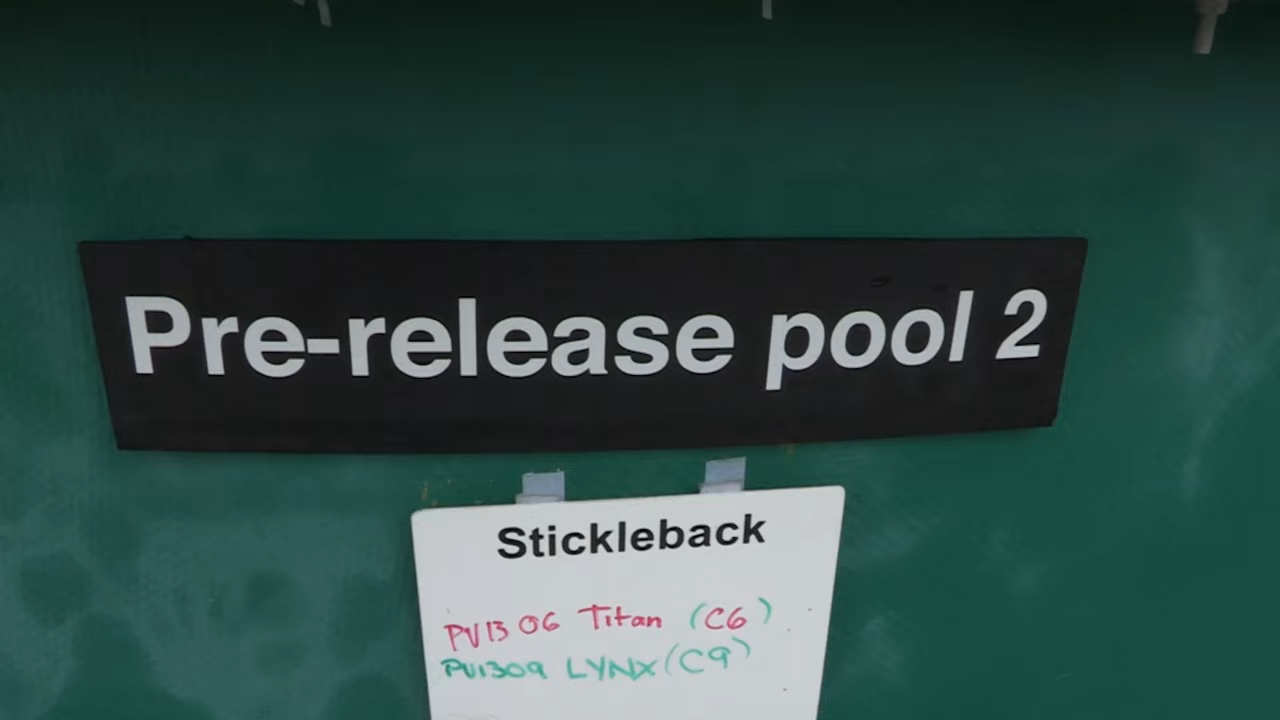 Pre-release pool 2
Stickleback
PV1306 Titan (C6)
PV1309 LYNX (C9)